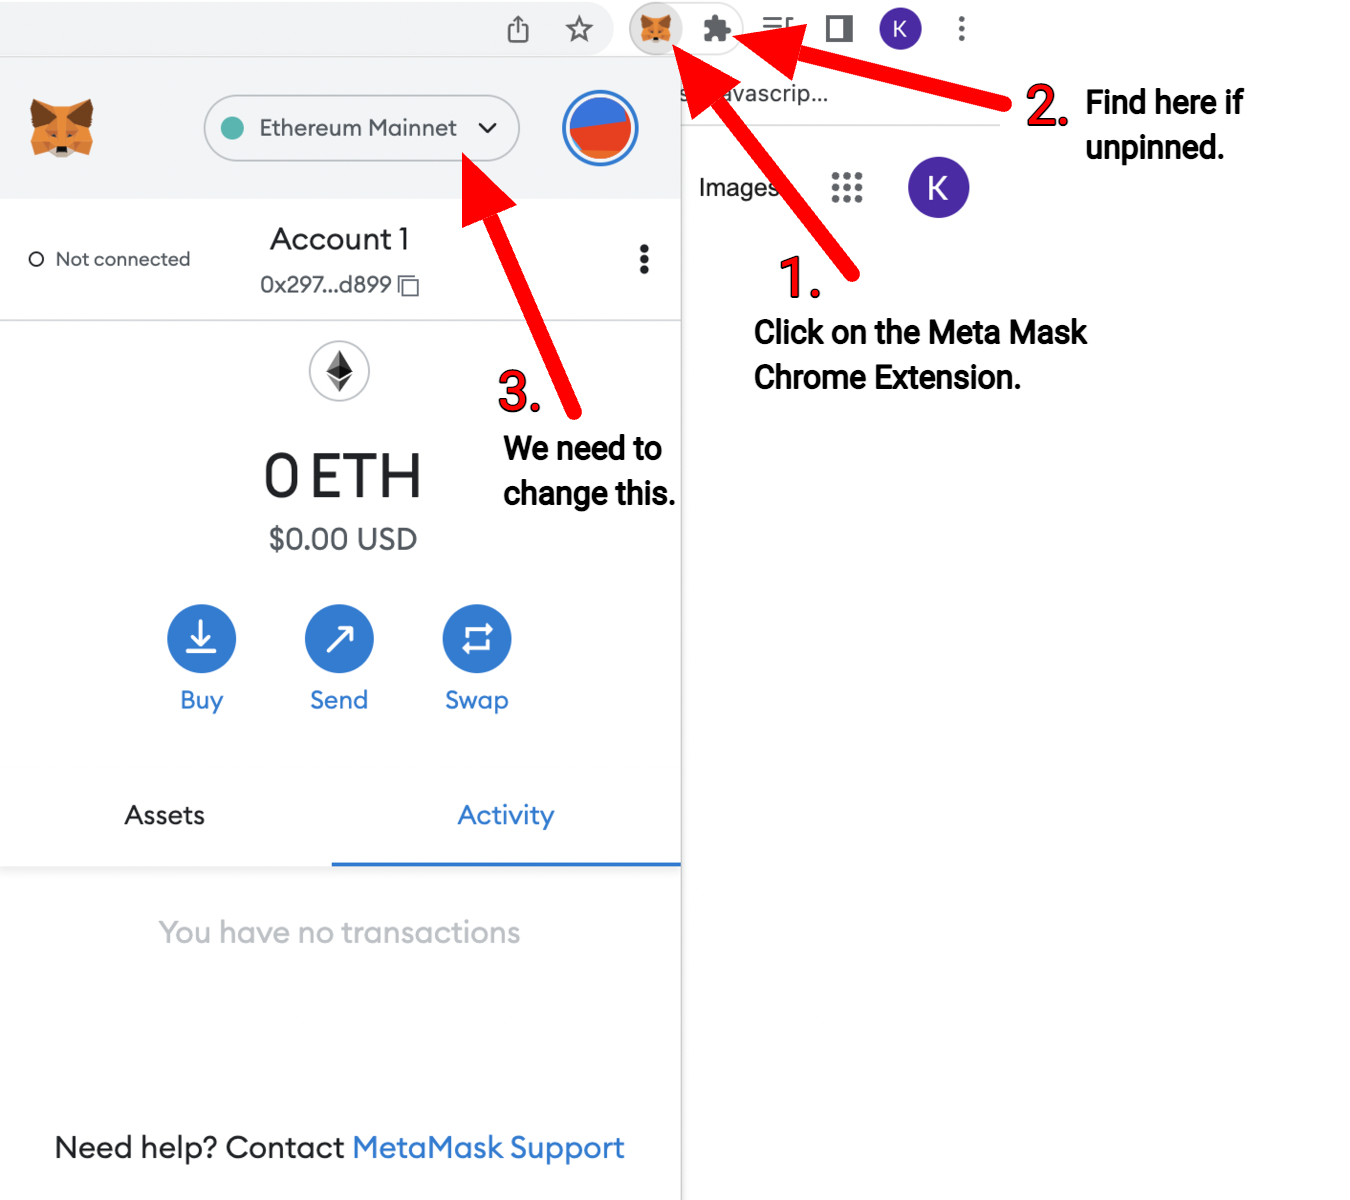 K
s
avascrip...
2.
Find here if
unpinned.
Ethereum Mainnet
Images
K
Not connected
Account 1
0x297...d899
1.
Click on the Meta Mask
Chrome Extension.
3.
We need to
change this.
0 ETH
$0.00 USD
Buy
Send
Swap
Assets
Activity
You have no transactions
Need help? Contact MetaMask Support